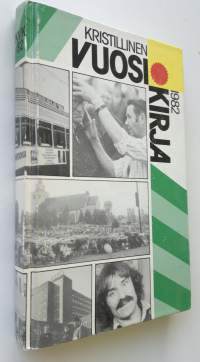 KRISTILLINEN
VUOSI
KIRJA
1982